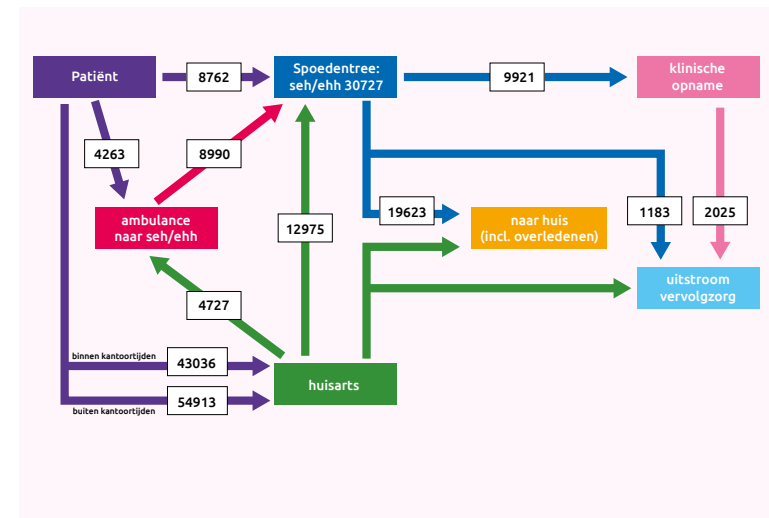 Patiënt
8762
Spoedentree:
seh/ehh 30727
9921
klinische
opname
4263
8990
ambulance
naar seh/ehh
12975
19623
naar huis
(incl. overledenen)
1183
2025
uitstroom
vervolgzorg
4727
binnen kantoortijden
43036
huisarts
54913
buiten kantoortijden